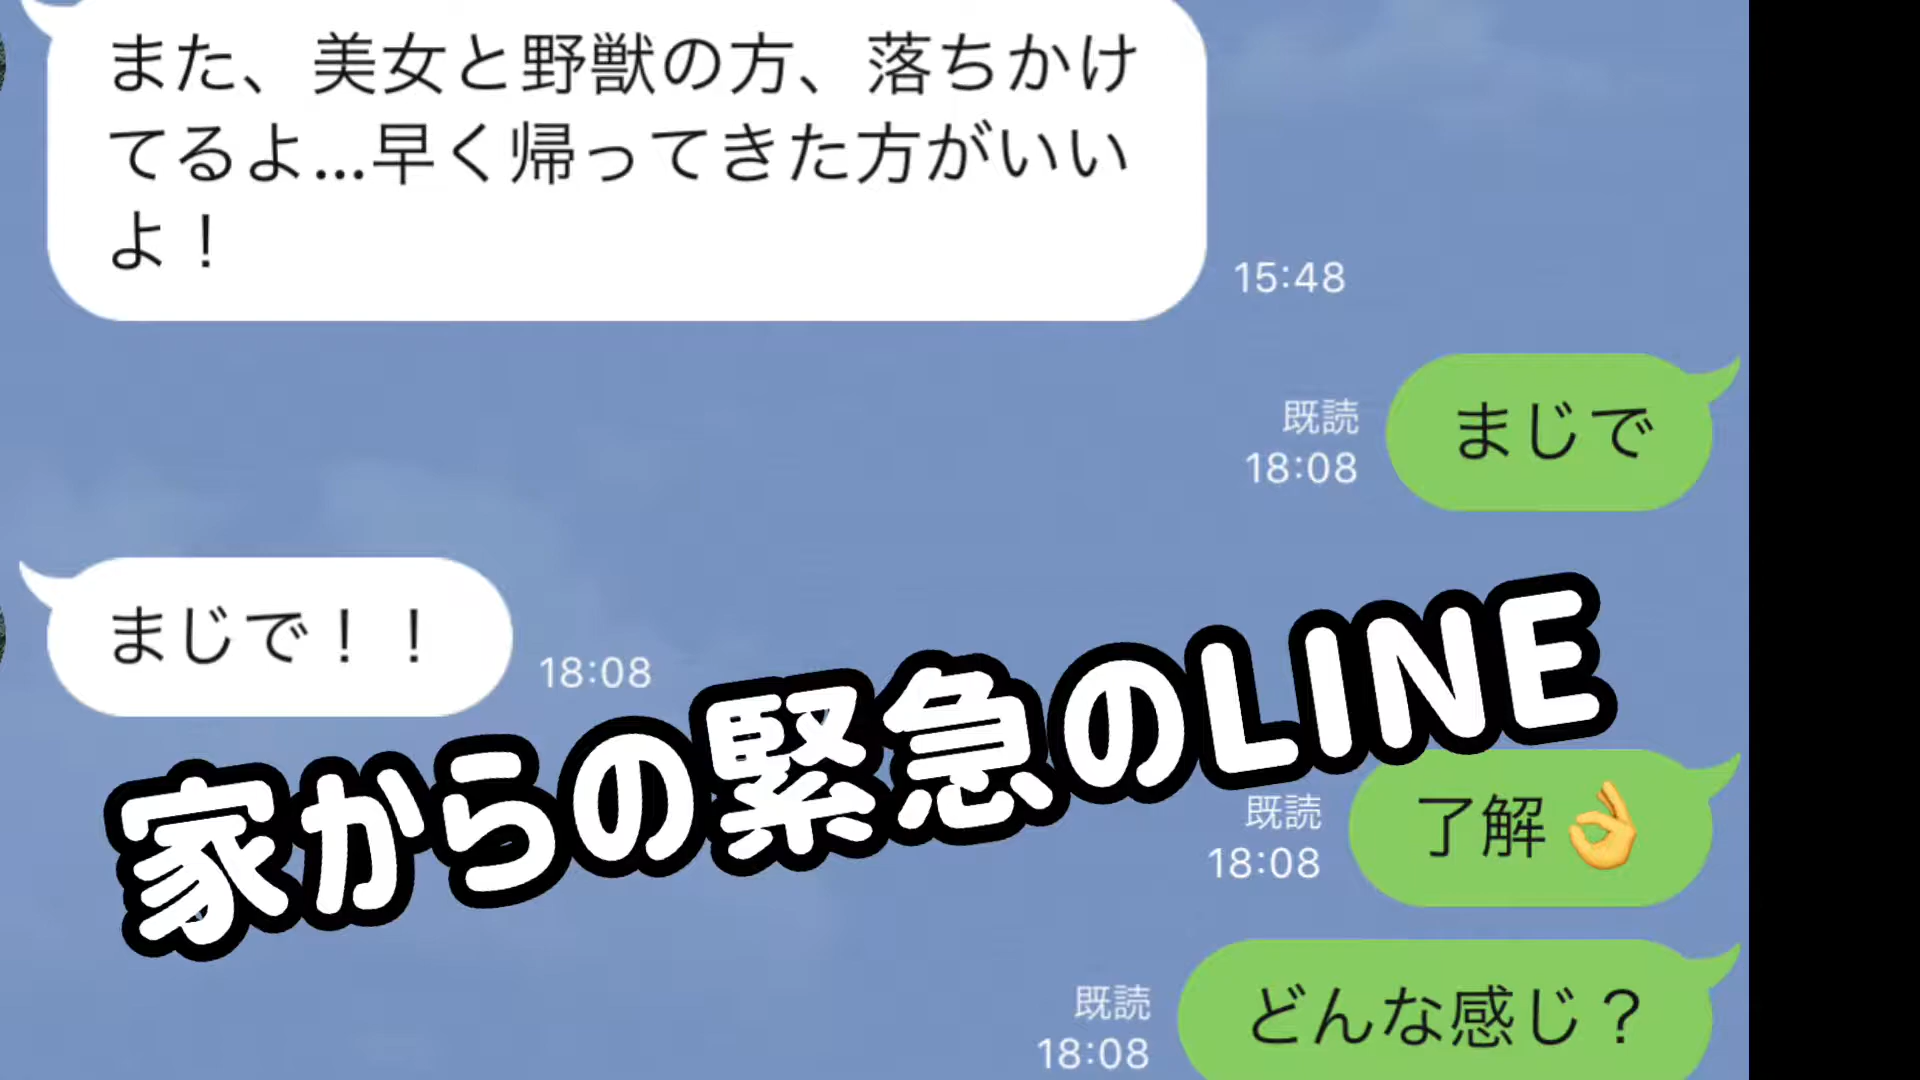 また、美女と野獣の方、落ちかけ
てるよ...早く帰ってきた方がいい
よ！
15:48
既読
18:08
まじで
まじで！！
18:08
家からの緊急のLINE
既読
18:08
了解👌
既読
18:08
どんな感じ？